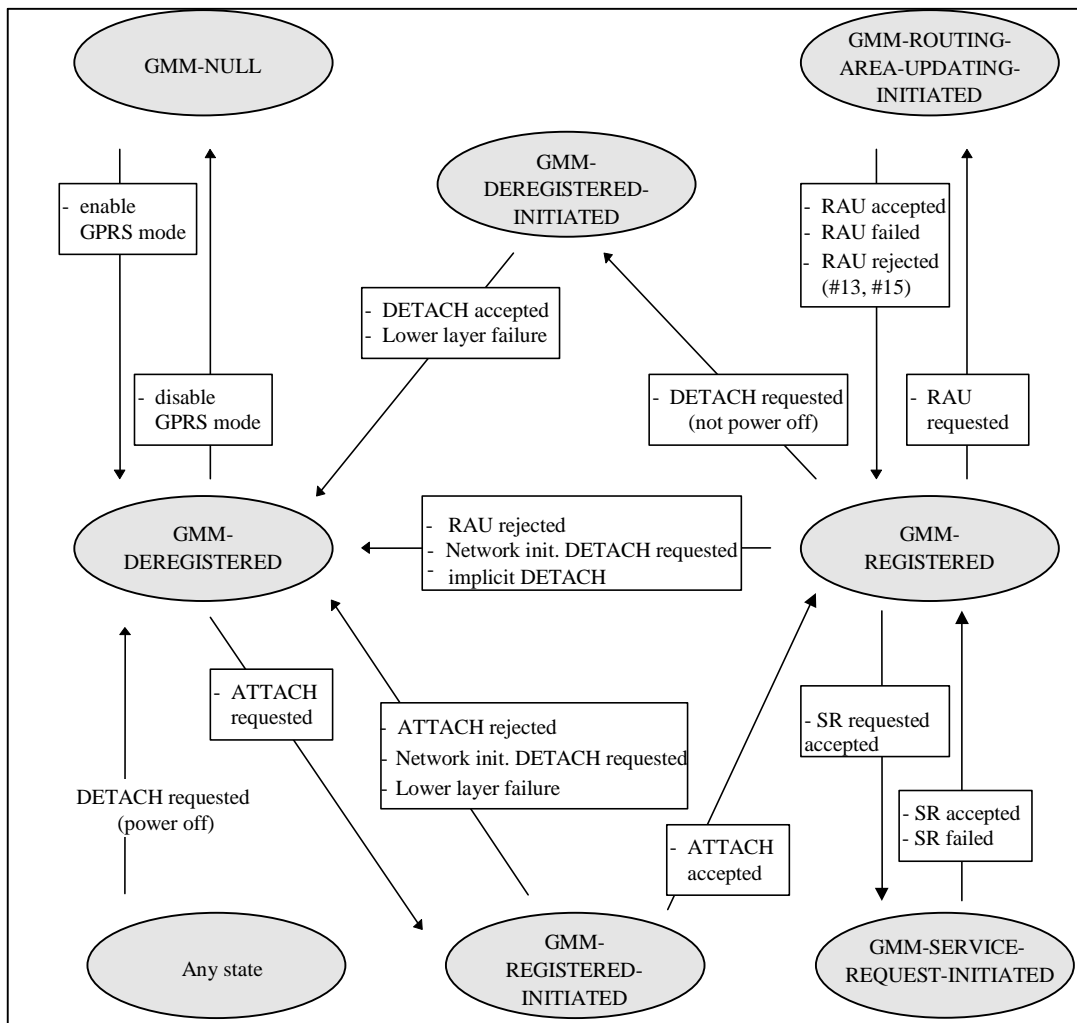 GMM-NULL
GMM-ROUTING-
AREA-UPDATING-
INITIATED
GMM-
DEREGISTERED-
INITIATED
- enable
GPRS mode
- RAU accepted
- RAU failed
- RAU rejected
(#13, #15)
- DETACH accepted
- Lower layer failure
- disable
GPRS mode
- DETACH requested
(not power off)
- RAU
requested
GMM-
DEREGISTERED
- RAU rejected
- Network init. DETACH requested
- implicit DETACH
GMM-
REGISTERED
- ATTACH
requested
- ATTACH rejected
- Network init. DETACH requested
- Lower layer failure
- SR requested
accepted
DETACH requested
(power off)
- ATTACH
accepted
- SR accepted
- SR failed
Any state
GMM-
REGISTERED-
INITIATED
GMM-SERVICE-
REQUEST-INITIATED